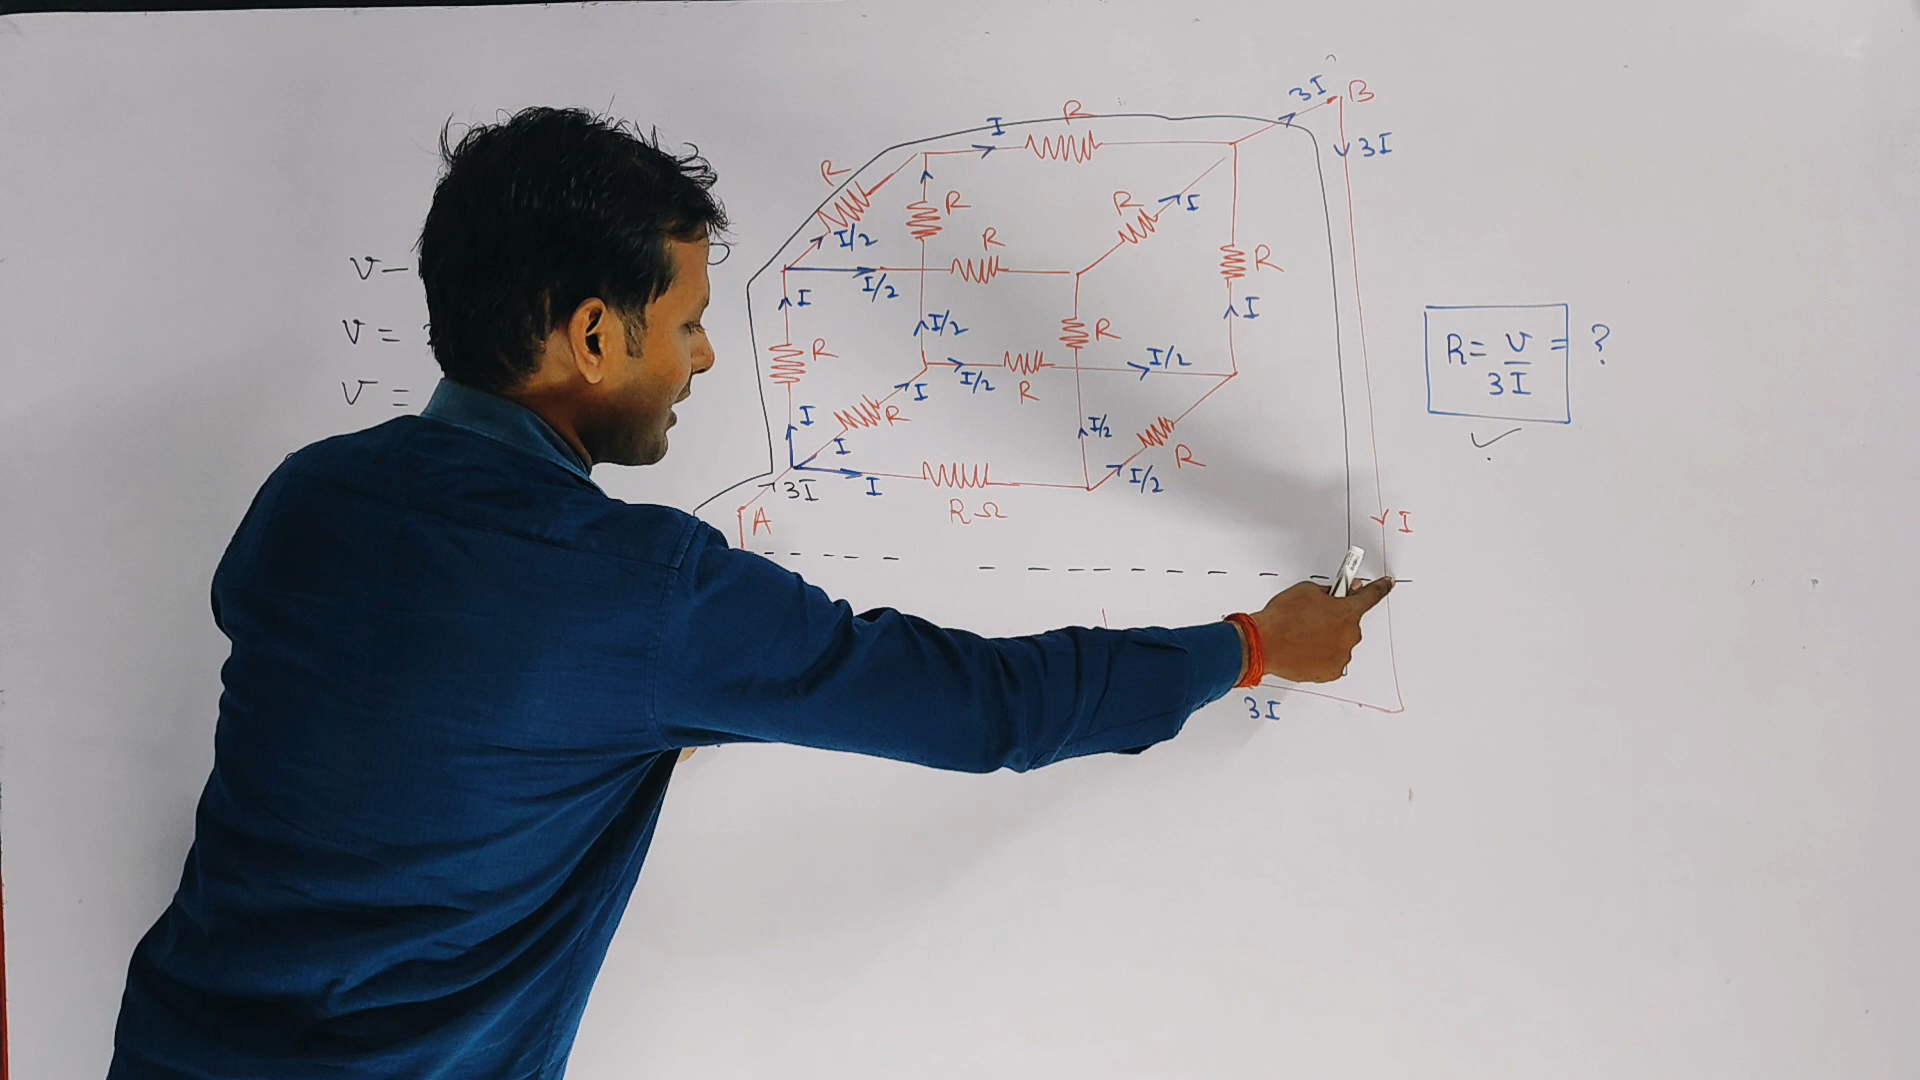 3I B
R
I 3I
R
R R I
I/2 R
R
v- I/2 I
I
I/2 R I
v = R
I/2 R= v/3I = ?
I/2
R
v = I R
I I/2 R
I I/2
3I I
RΩ
A I
3I